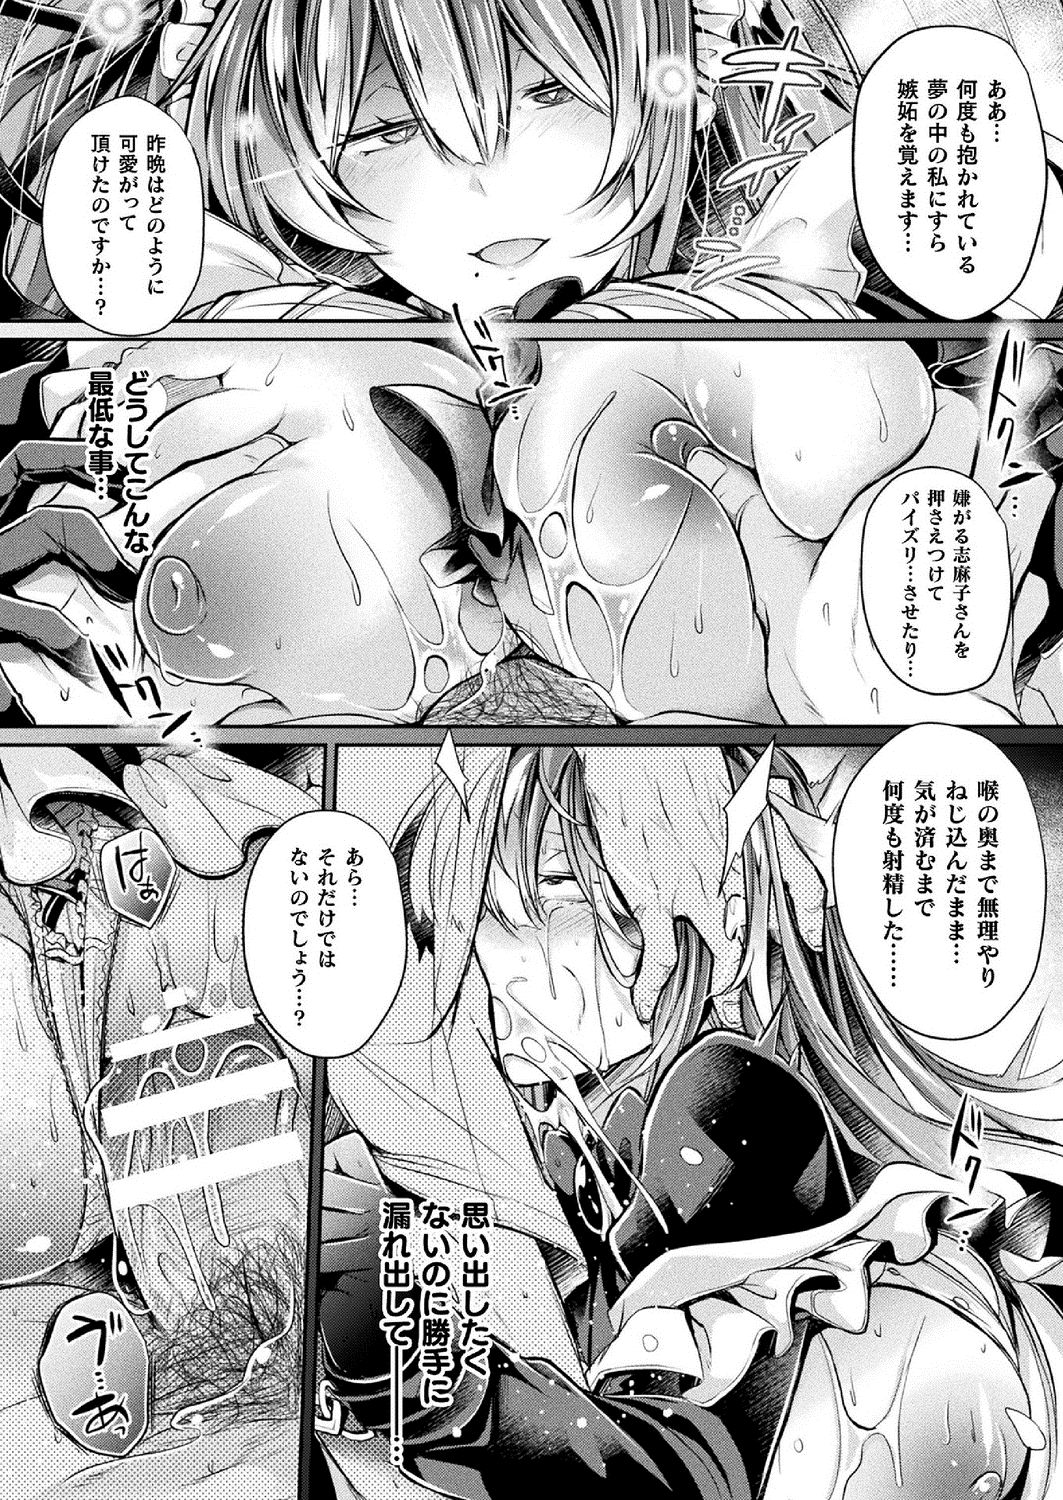 ああ…
何度も抱かれている
夢の中の私にすら
嫉妬を覚えます…
昨晩はどのように
可愛がって
頂けたのですか…？
ドクン
ドクン…
嫌がる志麻子さんを
押さえつけて
パイズリ…させたり…
どうしてこんな
最低な事…
ドクン
喉の奥まで無理やり
ねじ込んだまま…
気が済むまで
何度も射精した……
あら…
それだけでは
ないのでしょう…？
はぁ
ドクン…
思い出したく
ないのに勝手に
漏れ出して――…
グ…
あっ…